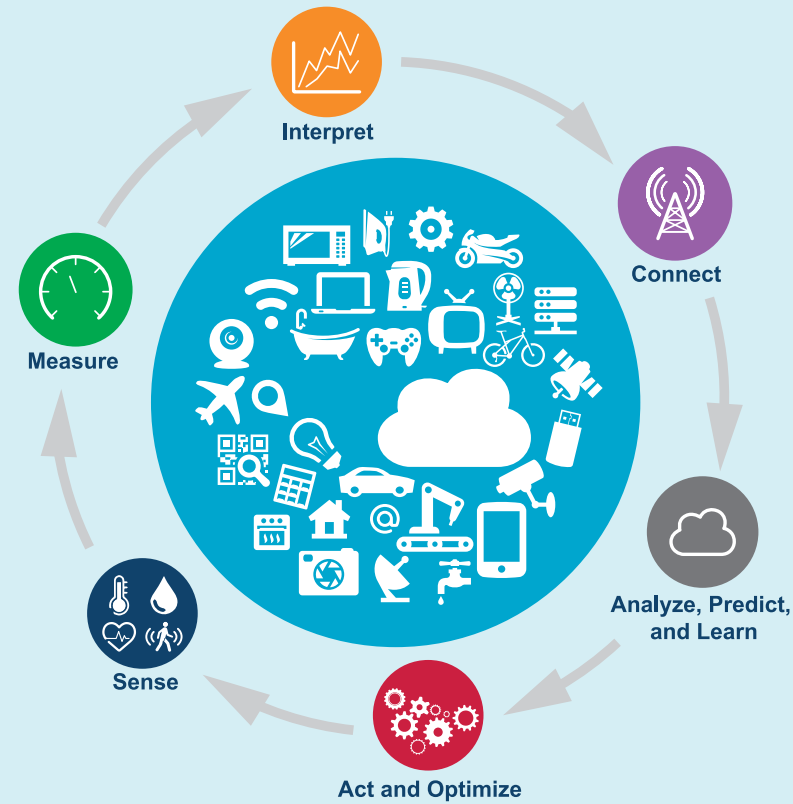 Interpret
Connect
Measure
Analyze, Predict,
and Learn
Sense
Act and Optimize
@